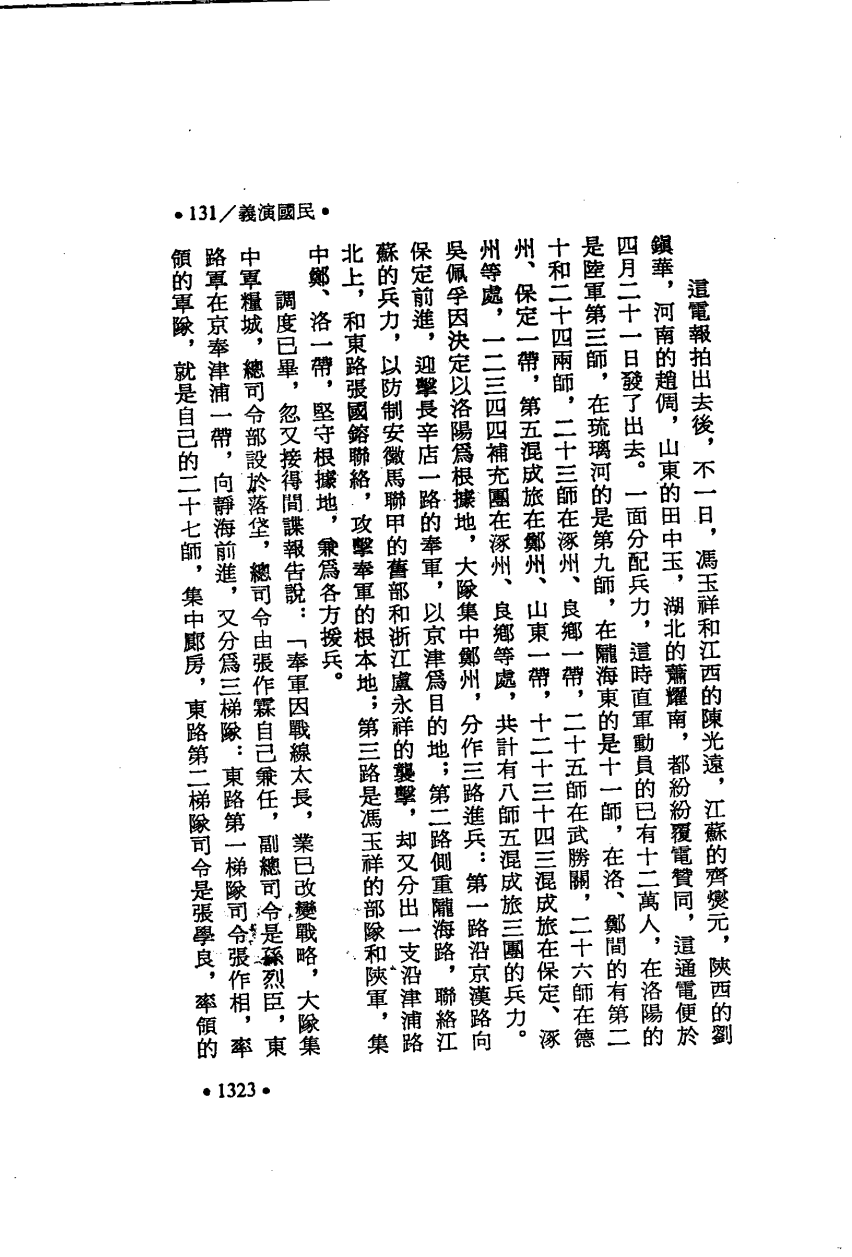 •131/義演國民•
這電報拍出去後，不一日，馮玉祥和江西的陳光遠，江蘇的齊燮元，陝西的劉
鎭華，河南的趙倜，山東的田中玉，湖北的蕭耀南，都紛紛覆電贊同，這通電便於
四月二十一日發了出去。一面分配兵力，這時直軍動員的已有十二萬人，在洛陽的
是陸軍第三師，在琉璃河的是第九師，在隴海東的是十一師，在洛、鄭間的有第二
十和二十四兩師，二十三師在涿州、良鄉一帶，二十五師在武勝關，二十六師在德
州、保定一帶，第五混成旅在鄭州、山東一帶，十二十三十四三混成旅在保定、涿
州等處，一二三四四補充團在涿州、良鄉等處，共計有八師五混成旅三團的兵力。
吳佩孚因決定以洛陽爲根據地，大隊集中鄭州，分作三路進兵：第一路沿京漢路向
保定前進，迎擊長辛店一路的奉軍，以京津爲目的地；第二路側重隴海路，聯絡江
蘇的兵力，以防制安徽馬聯甲的舊部和浙江盧永祥的襲擊，却又分出一支沿津浦路
北上，和東路張國鎔聯絡，攻擊奉軍的根本地；第三路是馮玉祥的部隊和陝軍，集
中鄭、洛一帶，堅守根據地，兼爲各方援兵。
調度已畢，忽又接得間諜報告說：「奉軍因戰線太長，業已改變戰略，大隊集
中軍糧城，總司令部設於落垡，總司令由張作霖自己兼任，副總司令是孫烈臣，東
路軍在京奉津浦一帶，向靜海前進，又分爲三梯隊：東路第一梯隊司令張作相，率
領的軍隊，就是自己的二十七師，集中廊房，東路第二梯隊司令是張學良，率領的
•1323•